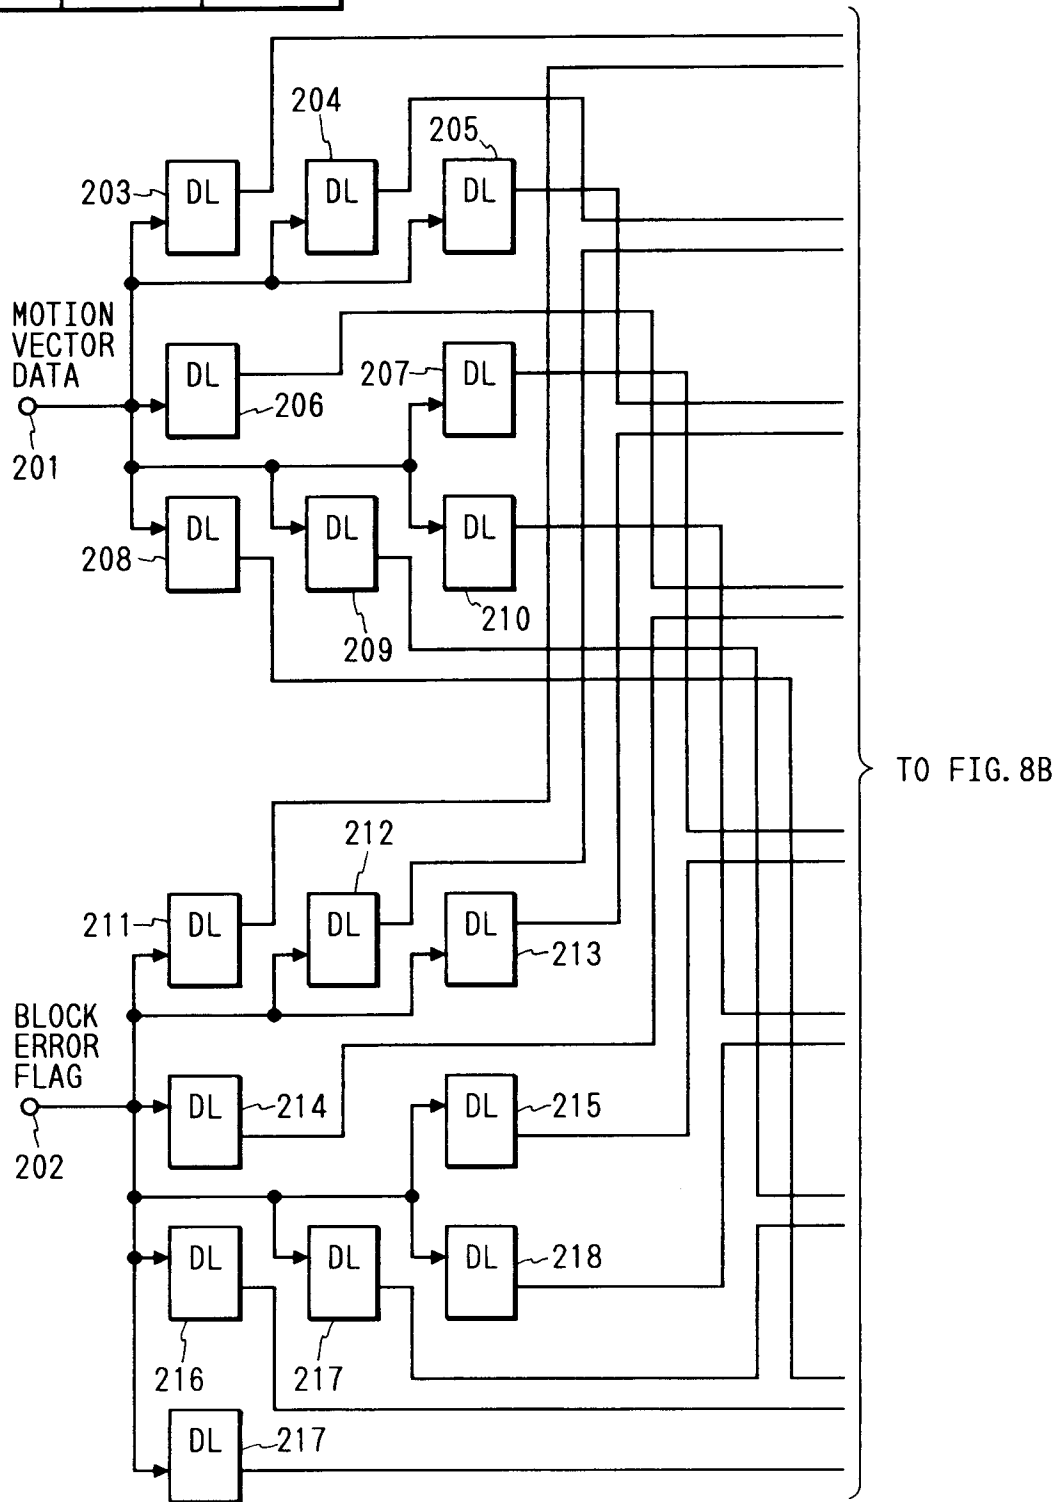 204
205
203
DL
DL
DL
MOTION
VECTOR
DATA
DL
206
207
DL
201
208
DL
DL
DL
209
210
TO FIG. 8B
212
211
DL
DL
DL
213
BLOCK
ERROR
FLAG
DL
214
DL
215
202
DL
DL
DL
218
216
217
DL
217